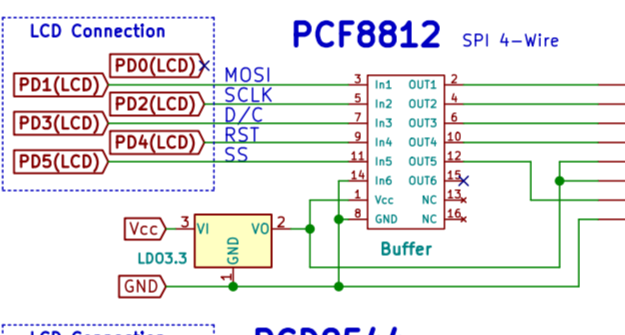 LCD Connection
PCF8812 SPI 4-Wire
PD0(LCD)
PD1(LCD) MOSI 3 In1 OUT1 2
PD2(LCD) SCLK 5 In2 OUT2 4
PD3(LCD) D/C 7 In3 OUT3 6
PD4(LCD) RST 9 In4 OUT4 10
PD5(LCD) SS 11 In5 OUT5 12
14 In6 OUT6 15
1 Vcc NC 13
8 GND NC 16
Vcc 3 VI VO 2
GND
LDO3.3
1
Buffer
GND
LCD Connection